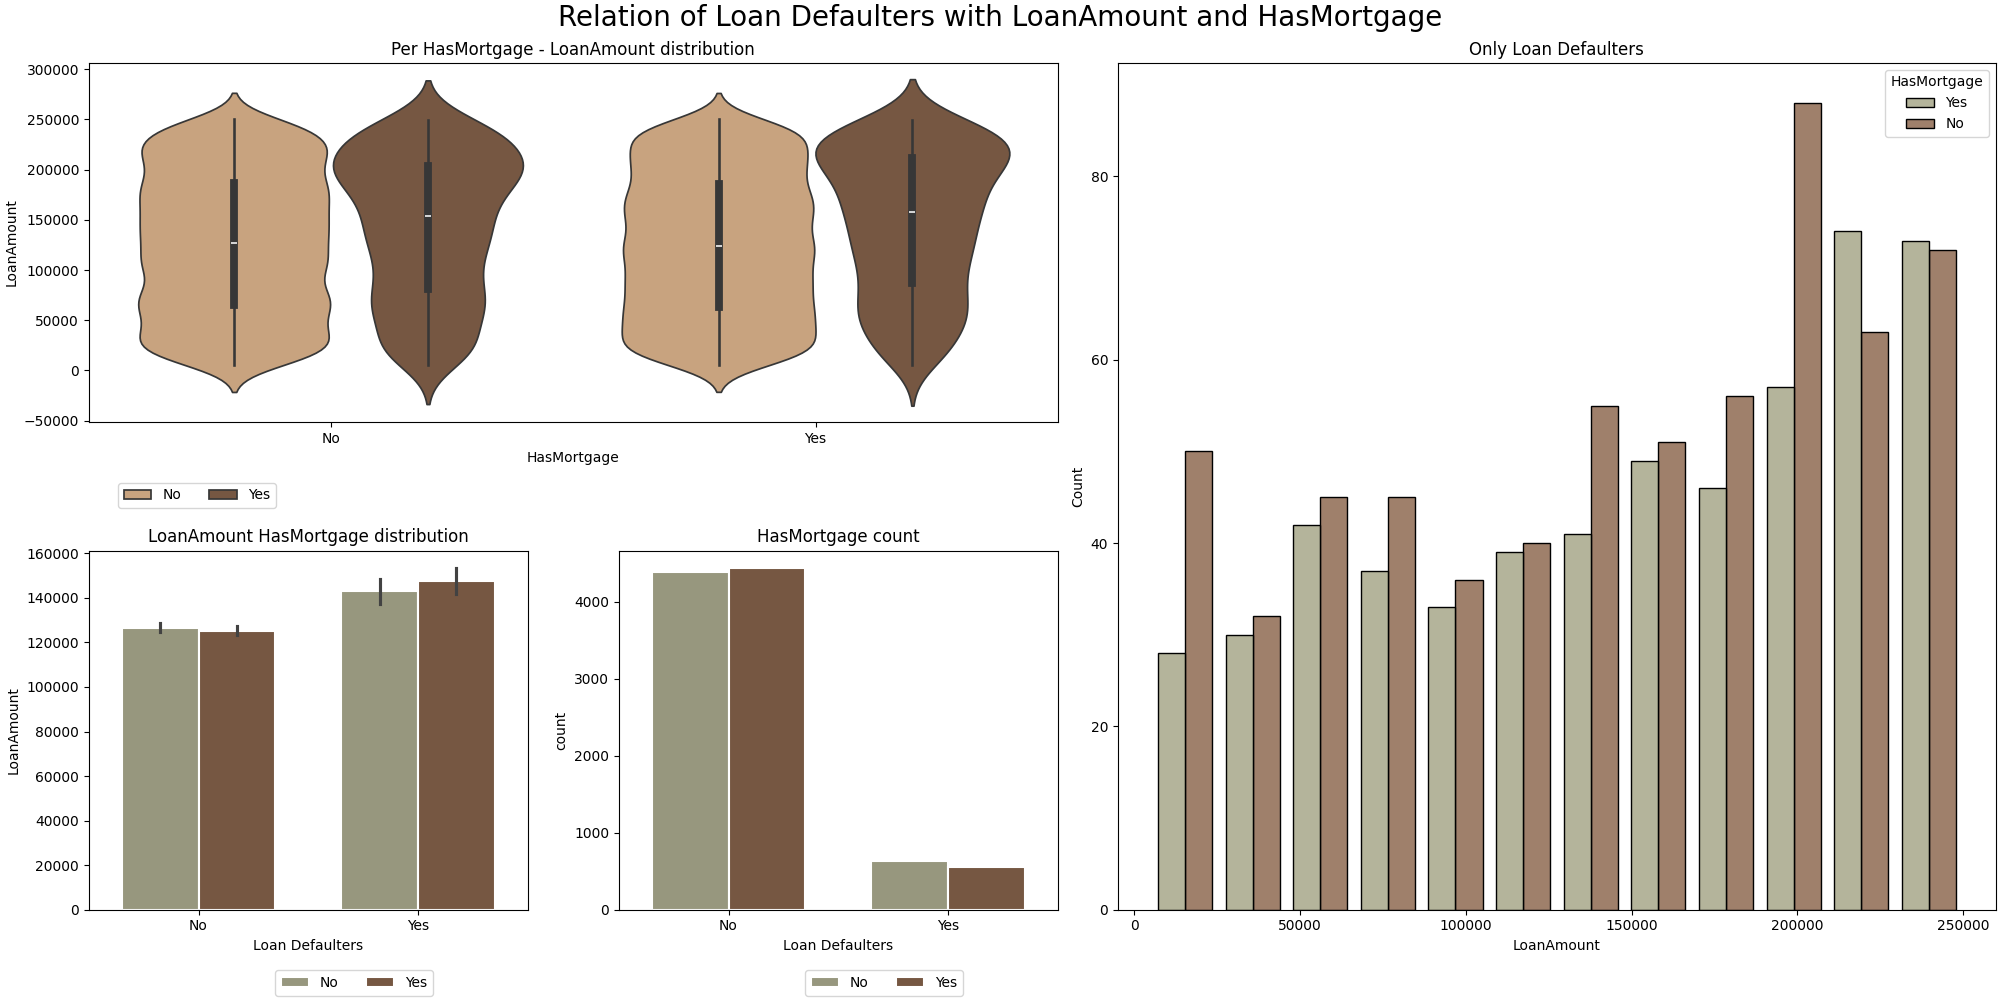 Relation of Loan Defaulters with LoanAmount and HasMortgage
Per HasMortgage - LoanAmount distribution
300000
250000
200000
150000
100000
50000
0
−50000
LoanAmount
No
Yes
HasMortgage
No Yes
Only Loan Defaulters
HasMortgage
Yes
No
80
60
40
20
0
Count
0 50000 100000 150000 200000 250000
LoanAmount
LoanAmount HasMortgage distribution
160000
140000
120000
100000
80000
60000
40000
20000
0
LoanAmount
No Yes
Loan Defaulters
No Yes
HasMortgage count
4000
3000
2000
1000
0
count
No Yes
Loan Defaulters
No Yes